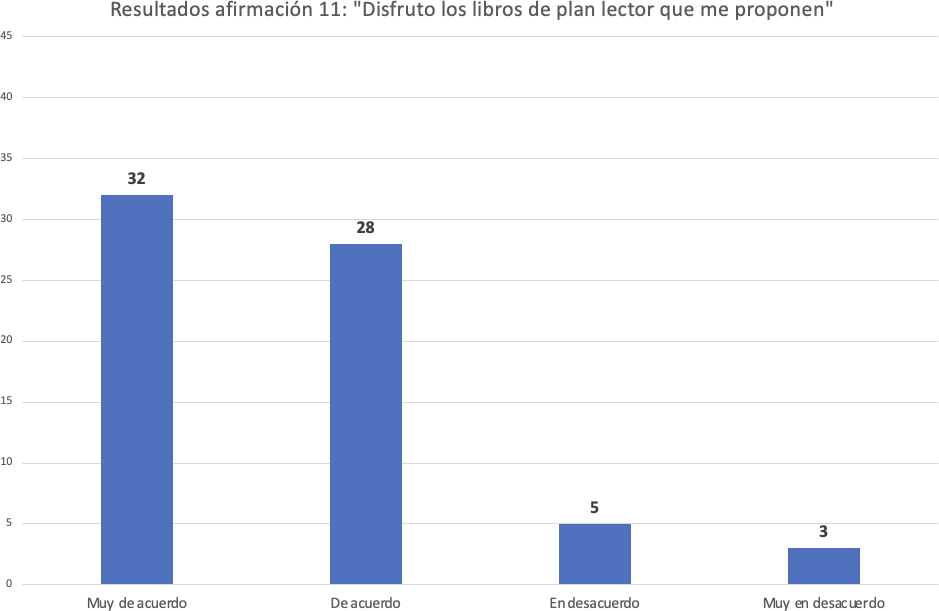 Resultados afirmación 11: "Disfruto los libros de plan lector que me proponen"
45
40
35
32
30
28
25
20
15
10
5
5
3
0
Muy de acuerdo
De acuerdo
En desacuerdo
Muy en desacuerdo